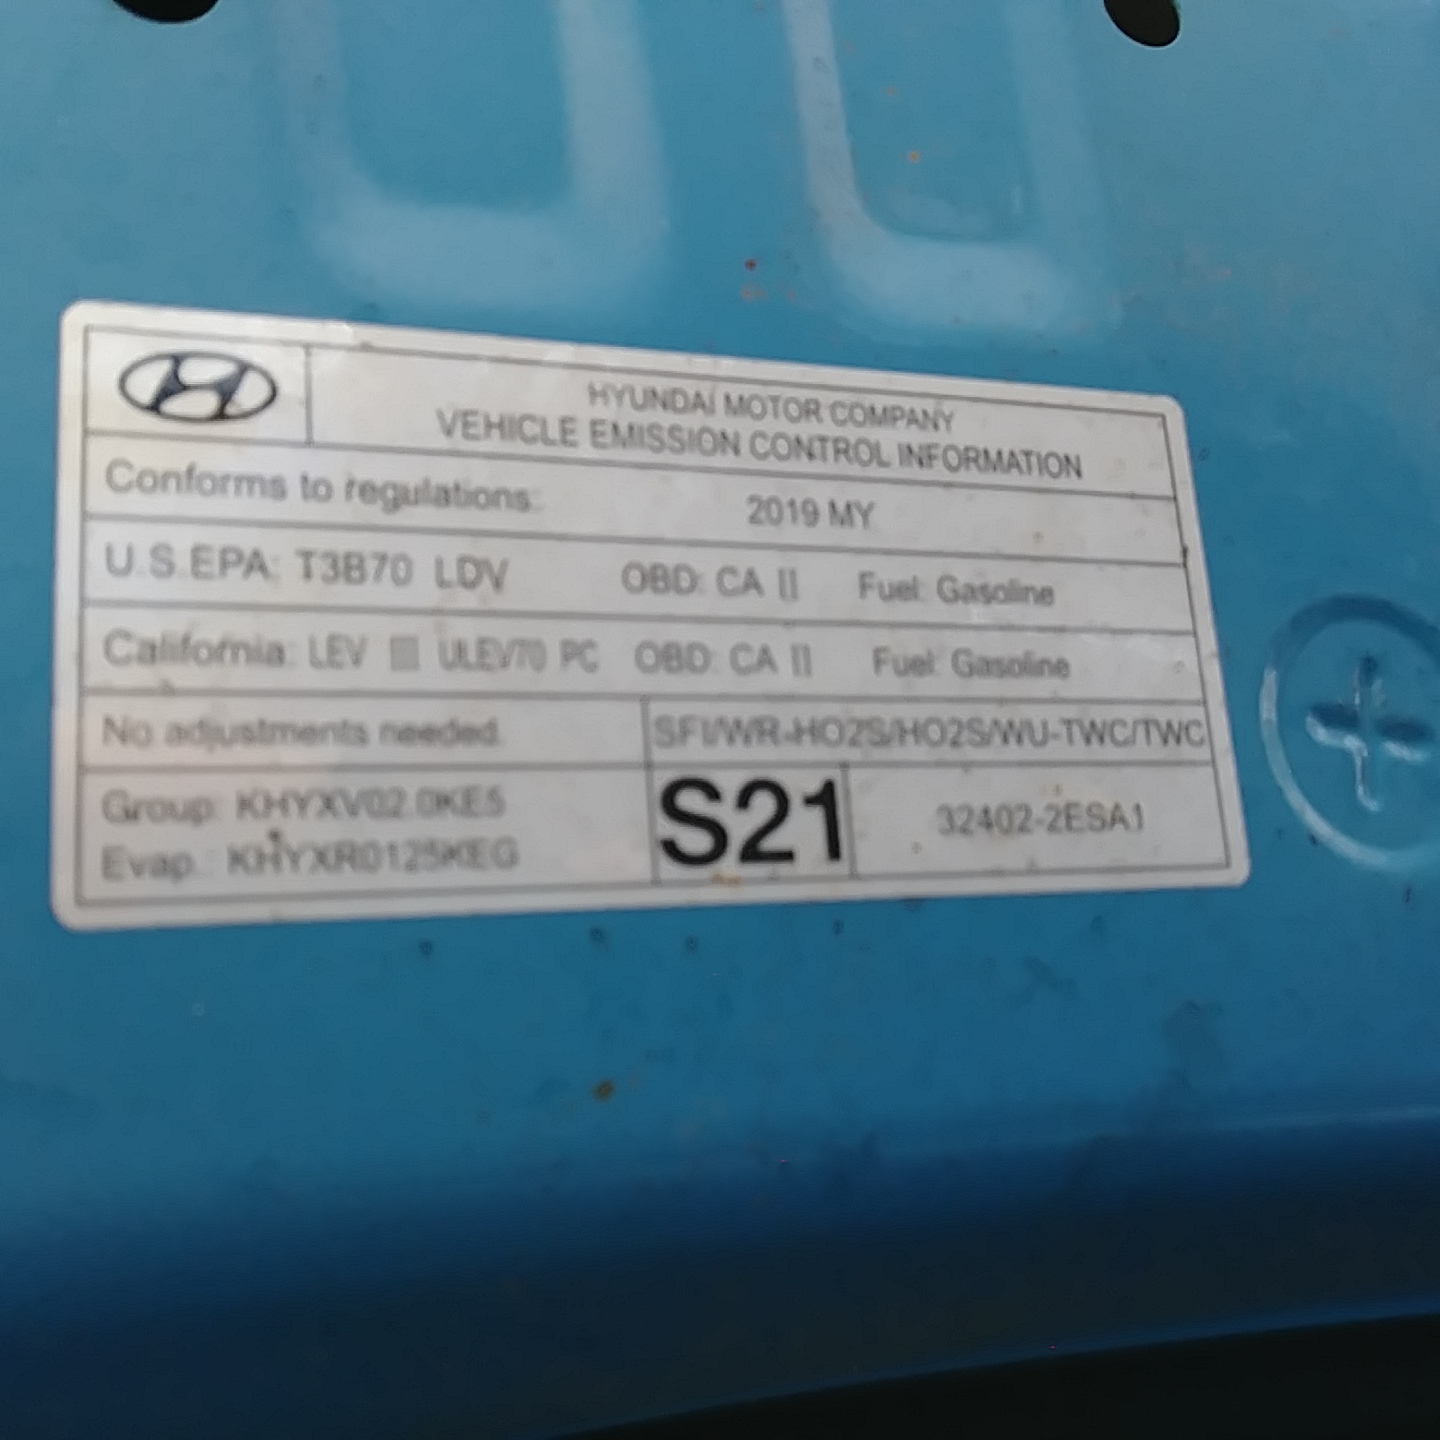 HYUNDAI MOTOR COMPANY
VEHICLE EMISSION CONTROL INFORMATION
Conforms to regulations: 2019 MY
U.S.EPA: T3B70 LDV OBD: CA II Fuel: Gasoline
California: LEV III ULEV70 PC OBD: CA II Fuel: Gasoline
No adjustments needed. SFI/WR-HO2S/HO2S/WU-TWC/TWC
Group: KHYXV02.0KE5 S21 32402-2ESA1
Evap.: KHYXR0125KEG